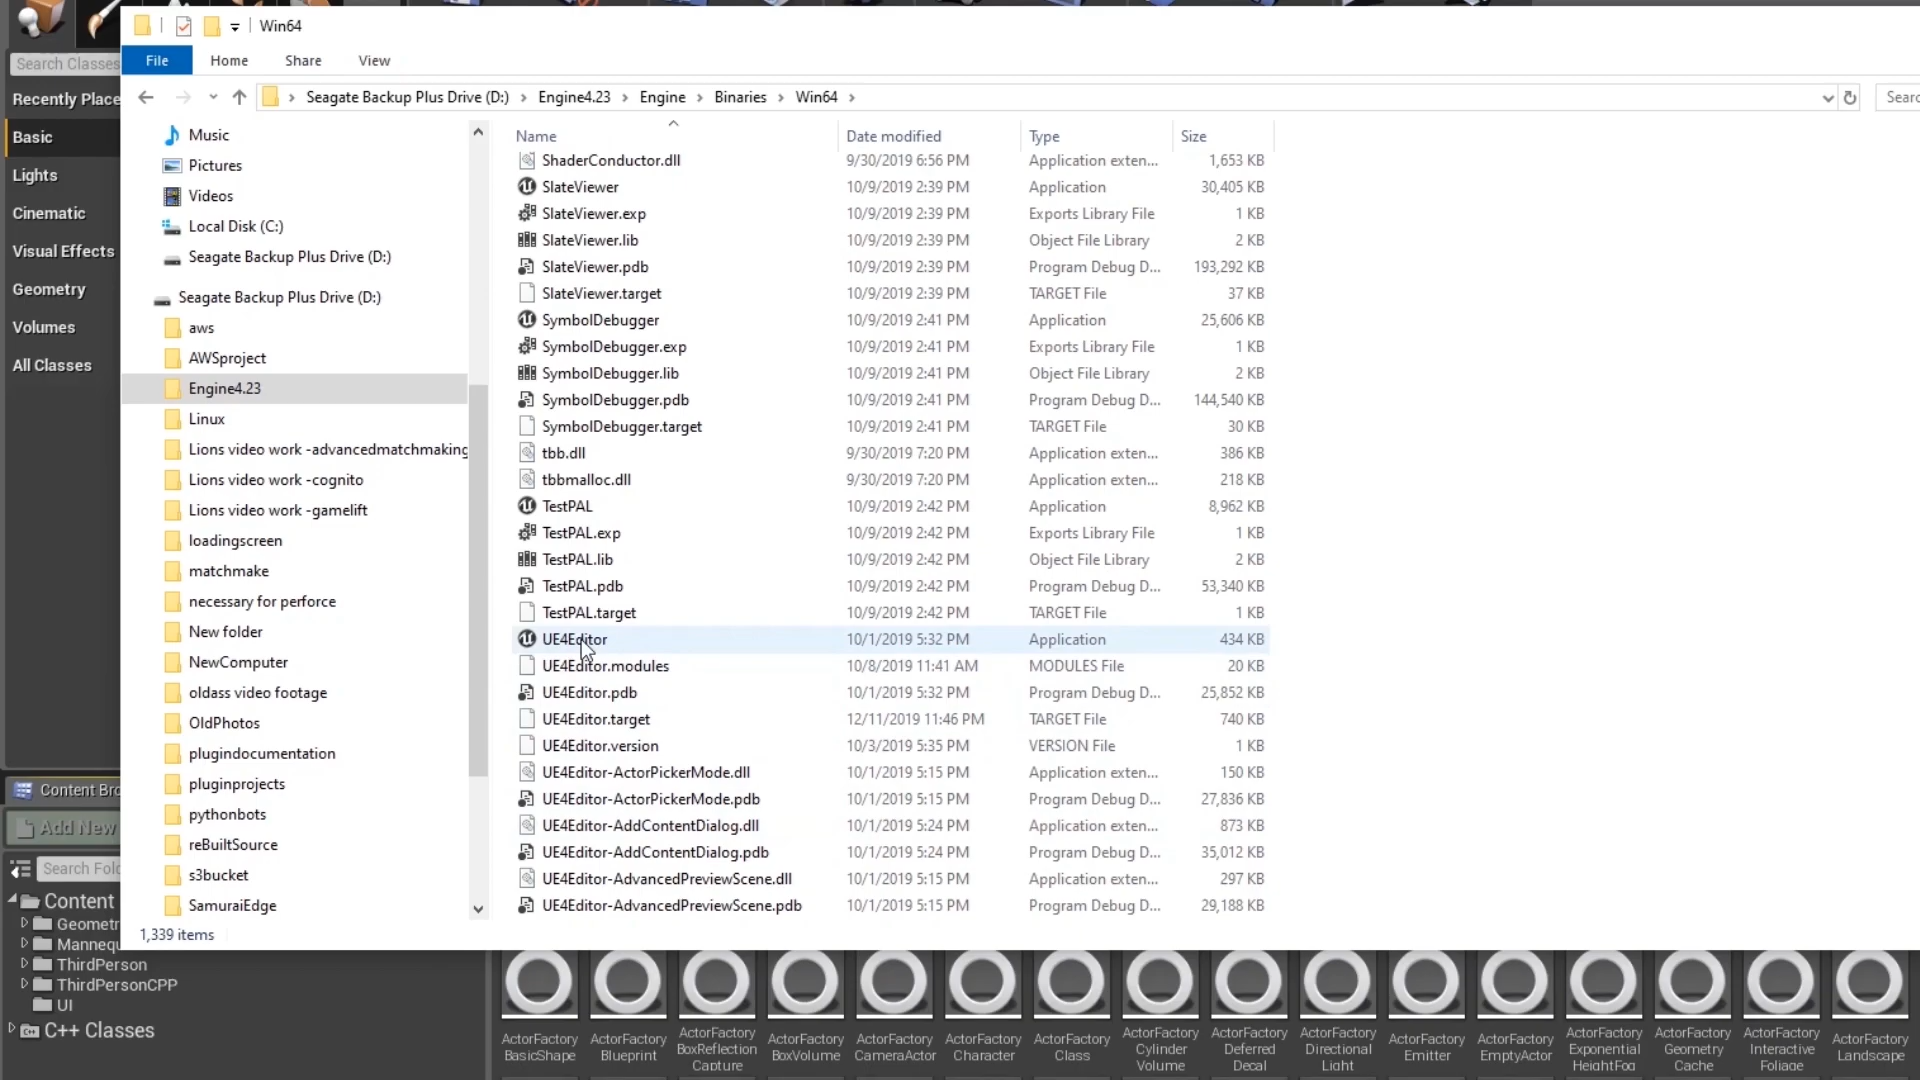 Win64
File Home Share View
Seagate Backup Plus Drive (D:) Engine4.23 Engine Binaries Win64
Search Classes
Recently Place
Basic
Lights
Cinematic
Visual Effects
Geometry
Volumes
All Classes
Content Bro
Add New
Search Fold
Content
Geometr
Mannequ
ThirdPerson
ThirdPersonCPP
UI
C++ Classes
Music
Pictures
Videos
Local Disk (C:)
Seagate Backup Plus Drive (D:)
Seagate Backup Plus Drive (D:)
aws
AWSproject
Engine4.23
Linux
Lions video work -advancedmatchmaking
Lions video work -cognito
Lions video work -gamelift
loadingscreen
matchmake
necessary for perforce
New folder
NewComputer
oldass video footage
OldPhotos
plugindocumentation
pluginprojects
pythonbots
reBuiltSource
s3bucket
SamuraiEdge
1,339 items
Name Date modified Type Size
ShaderConductor.dll 9/30/2019 6:56 PM Application exten... 1,653 KB
SlateViewer 10/9/2019 2:39 PM Application 30,405 KB
SlateViewer.exp 10/9/2019 2:39 PM Exports Library File 1 KB
SlateViewer.lib 10/9/2019 2:39 PM Object File Library 2 KB
SlateViewer.pdb 10/9/2019 2:39 PM Program Debug D... 193,292 KB
SlateViewer.target 10/9/2019 2:39 PM TARGET File 37 KB
SymbolDebugger 10/9/2019 2:41 PM Application 25,606 KB
SymbolDebugger.exp 10/9/2019 2:41 PM Exports Library File 1 KB
SymbolDebugger.lib 10/9/2019 2:41 PM Object File Library 2 KB
SymbolDebugger.pdb 10/9/2019 2:41 PM Program Debug D... 144,540 KB
SymbolDebugger.target 10/9/2019 2:41 PM TARGET File 30 KB
tbb.dll 9/30/2019 7:20 PM Application exten... 386 KB
tbbmalloc.dll 9/30/2019 7:20 PM Application exten... 218 KB
TestPAL 10/9/2019 2:42 PM Application 8,962 KB
TestPAL.exp 10/9/2019 2:42 PM Exports Library File 1 KB
TestPAL.lib 10/9/2019 2:42 PM Object File Library 2 KB
TestPAL.pdb 10/9/2019 2:42 PM Program Debug D... 53,340 KB
TestPAL.target 10/9/2019 2:42 PM TARGET File 1 KB
UE4Editor 10/1/2019 5:32 PM Application 434 KB
UE4Editor.modules 10/8/2019 11:41 AM MODULES File 20 KB
UE4Editor.pdb 10/1/2019 5:32 PM Program Debug D... 25,852 KB
UE4Editor.target 12/11/2019 11:46 PM TARGET File 740 KB
UE4Editor.version 10/3/2019 5:35 PM VERSION File 1 KB
UE4Editor-ActorPickerMode.dll 10/1/2019 5:15 PM Application exten... 150 KB
UE4Editor-ActorPickerMode.pdb 10/1/2019 5:15 PM Program Debug D... 27,836 KB
UE4Editor-AddContentDialog.dll 10/1/2019 5:24 PM Application exten... 873 KB
UE4Editor-AddContentDialog.pdb 10/1/2019 5:24 PM Program Debug D... 35,012 KB
UE4Editor-AdvancedPreviewScene.dll 10/1/2019 5:15 PM Application exten... 297 KB
UE4Editor-AdvancedPreviewScene.pdb 10/1/2019 5:15 PM Program Debug D... 29,188 KB
Searc
ActorFactory
BasicShape
ActorFactory
Blueprint
ActorFactory
BoxReflection
Capture
ActorFactory
BoxVolume
ActorFactory
CameraActor
ActorFactory
Character
ActorFactory
Class
ActorFactory
Cylinder
Volume
ActorFactory
Deferred
Decal
ActorFactory
Directional
Light
ActorFactory
Emitter
ActorFactory
EmptyActor
ActorFactory
Exponential
HeightFog
ActorFactory
Geometry
Cache
ActorFactory
Interactive
Foliage
ActorFactory
Landscape